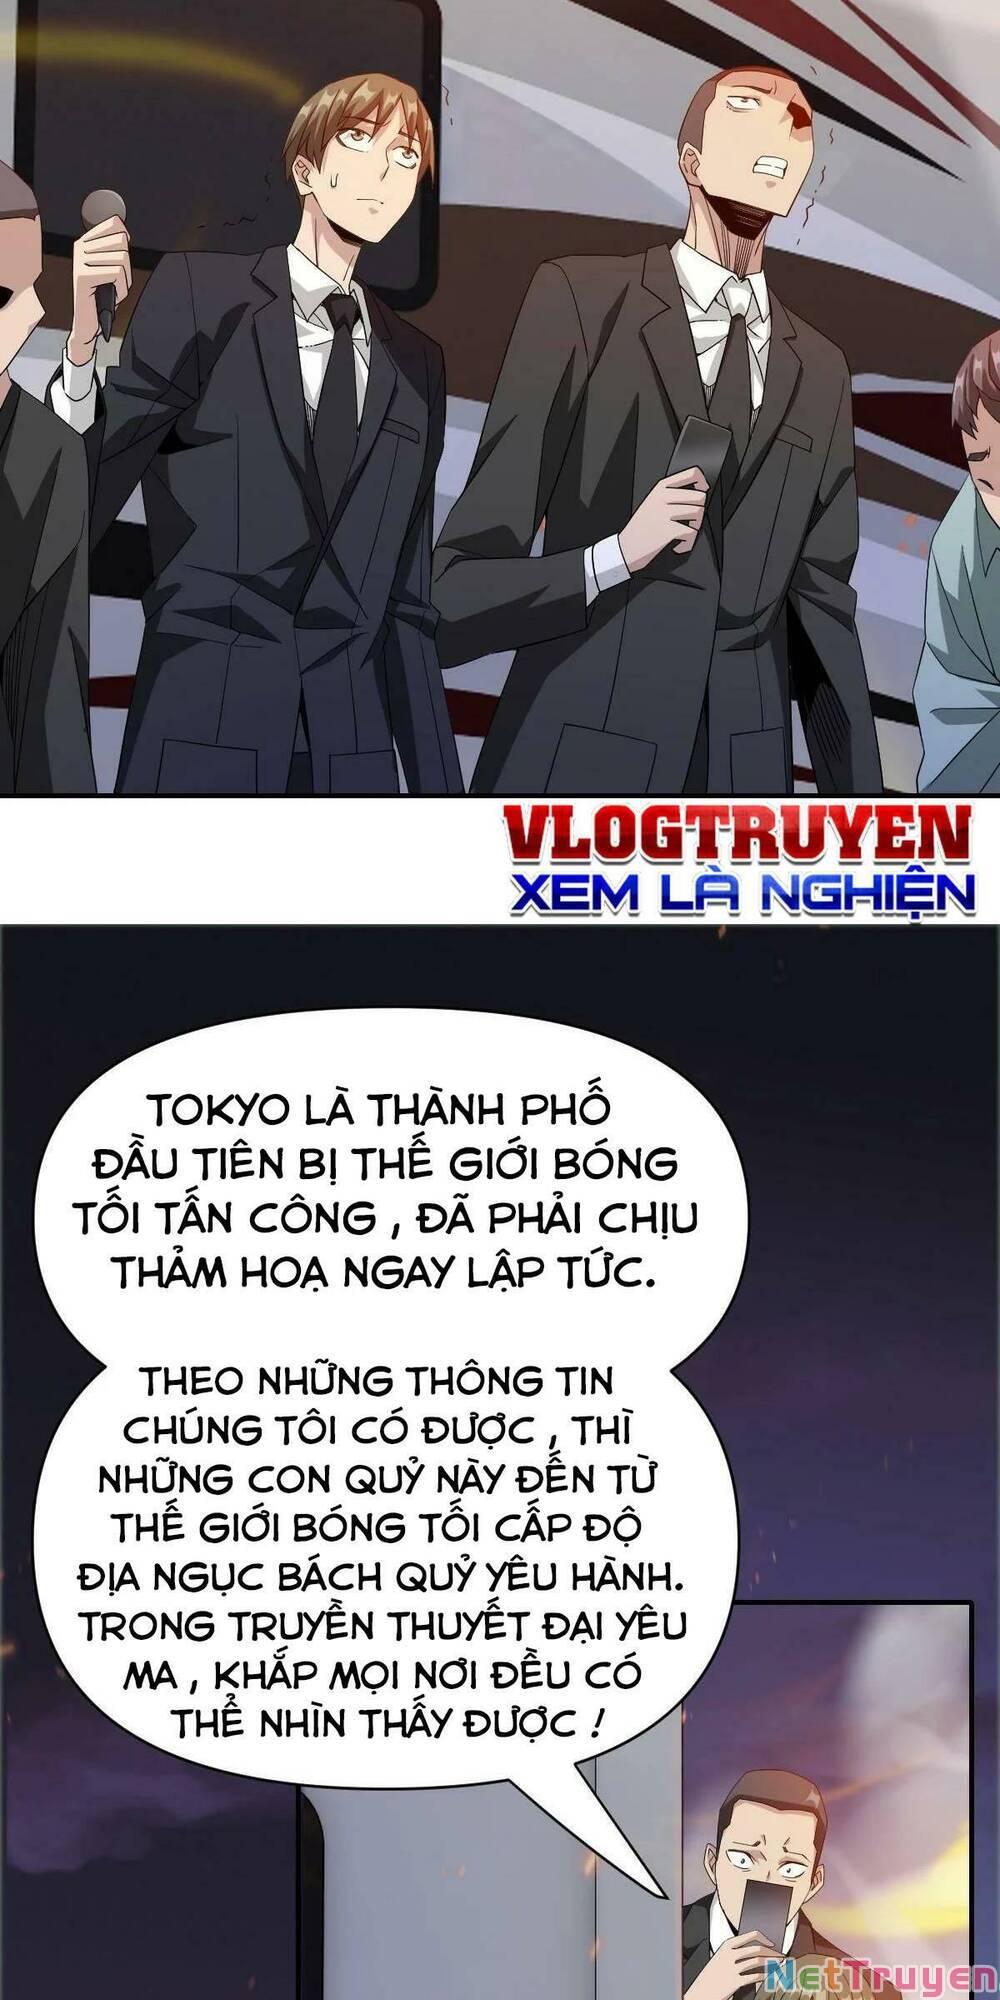 VLOGTRUYEN
XEM LÀ NGHIỆN
TOKYO LÀ THÀNH PHỐ
ĐẦU TIÊN BỊ THẾ GIỚI BÓNG
TỐI TẤN CÔNG , ĐÃ PHẢI CHỊU
THẢM HOẠ NGAY LẬP TỨC.
THEO NHỮNG THÔNG TIN
CHÚNG TÔI CÓ ĐƯỢC , THÌ
NHỮNG CON QUỶ NÀY ĐẾN TỪ
THẾ GIỚI BÓNG TỐI CẤP ĐỘ
ĐỊA NGỤC BÁCH QUỶ YÊU HÀNH.
TRONG TRUYỀN THUYẾT ĐẠI YÊU
MA , KHẮP MỌI NƠI ĐỀU CÓ
THỂ NHÌN THẤY ĐƯỢC !
NetTruyen